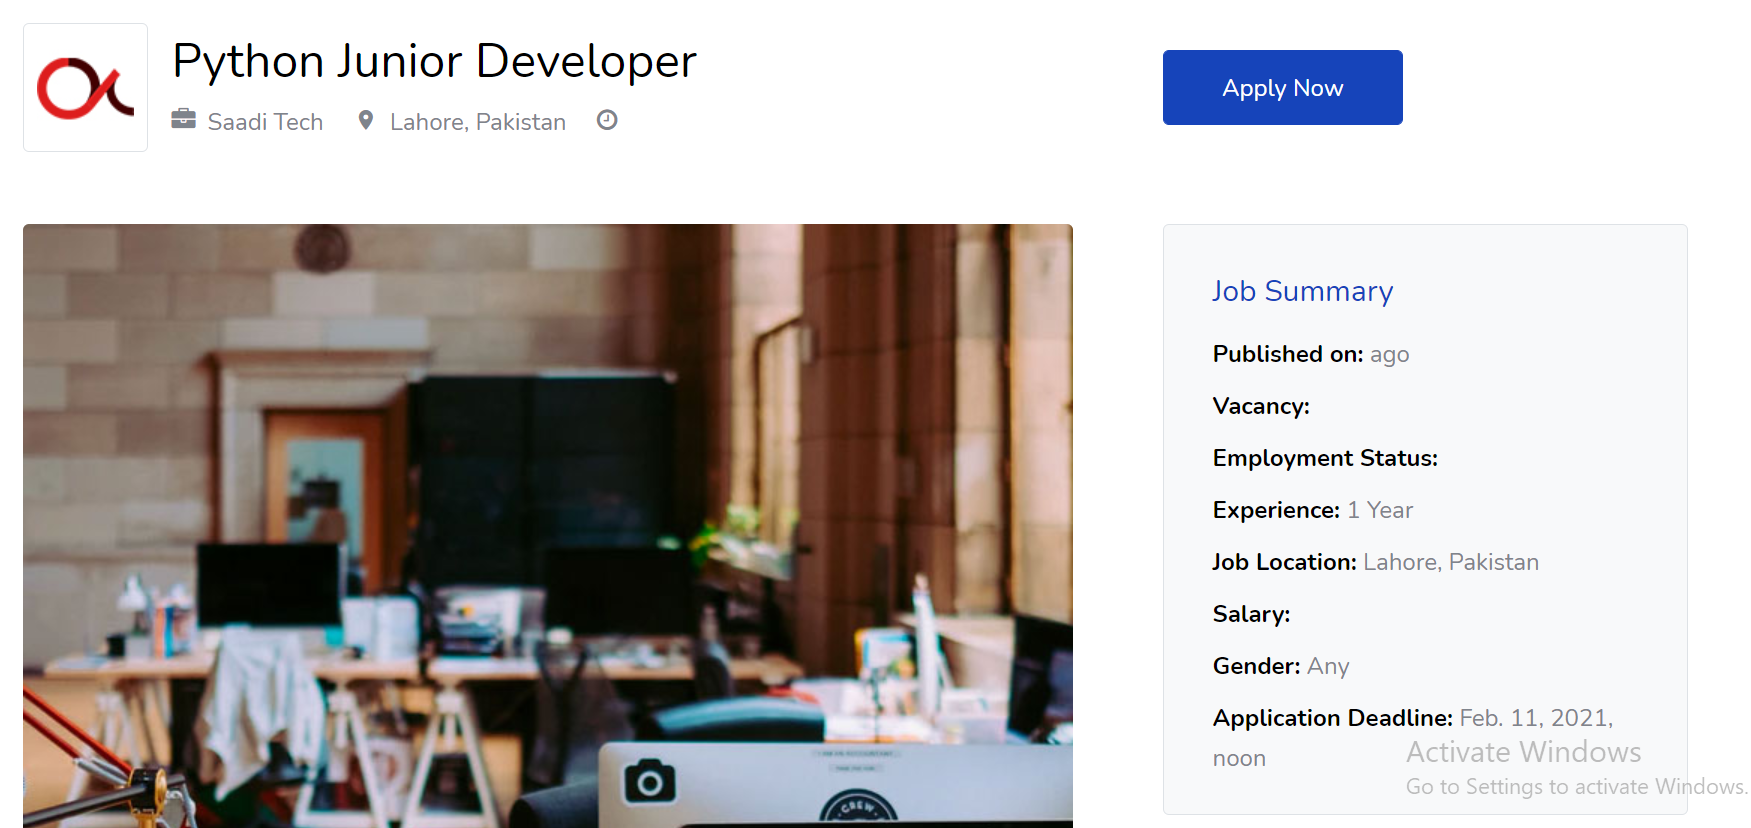 Python Junior Developer
Saadi Tech Lahore, Pakistan
Apply Now
Job Summary
Published on: ago
Vacancy:
Employment Status:
Experience: 1 Year
Job Location: Lahore, Pakistan
Salary:
Gender: Any
Application Deadline: Feb. 11, 2021,
noon
Activate Windows
Go to Settings to activate Windows.
CREW